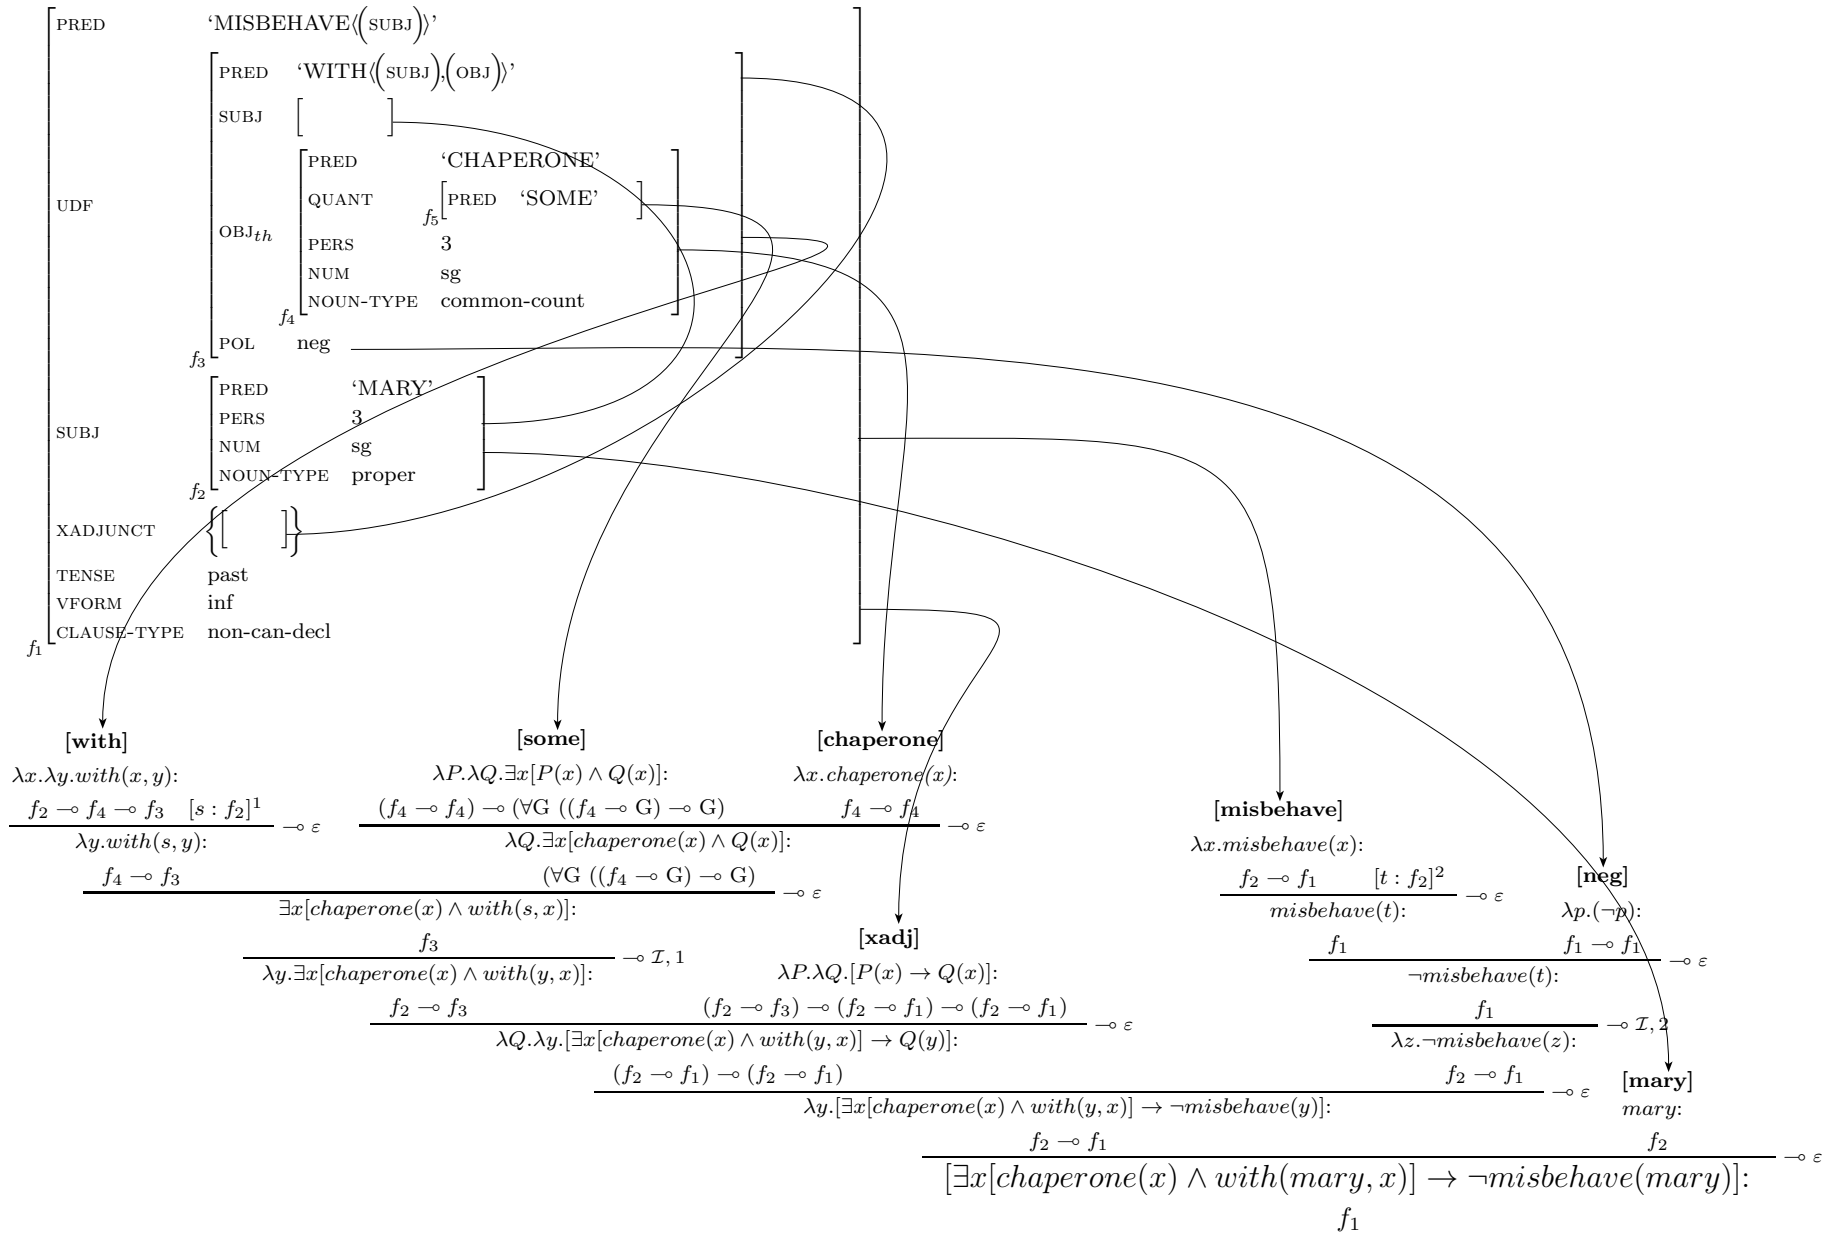 PRED ‘MISBEHAVE⟨(SUBJ)⟩’
PRED ‘WITH⟨(SUBJ),(OBJ)⟩’
SUBJ [ ]
PRED ‘CHAPERONE’
UDF
QUANT f5[PRED ‘SOME’]
OBJth
PERS 3
NUM sg
NOUN-TYPE common-count
f4
POL neg
f3
PRED ‘MARY’
PERS 3
SUBJ
NUM sg
NOUN-TYPE proper
f2
XADJUNCT {[ ]}
TENSE past
VFORM inf
CLAUSE-TYPE non-can-decl
f1
[with]
λx.λy.with(x, y):
f2 ⊸ f4 ⊸ f3 [s : f2]^1
⊸ ε
λy.with(s, y):
f4 ⊸ f3
[some]
λP.λQ.∃x[P(x) ∧ Q(x)]:
(f4 ⊸ f4) ⊸ (∀G ((f4 ⊸ G) ⊸ G)
[chaperone]
λx.chaperone(x):
f4 ⊸ f4
⊸ ε
λQ.∃x[chaperone(x) ∧ Q(x)]:
(∀G ((f4 ⊸ G) ⊸ G)
⊸ ε
∃x[chaperone(x) ∧ with(s, x)]:
f3
⊸ I, 1
λy.∃x[chaperone(x) ∧ with(y, x)]:
f2 ⊸ f3
[xadj]
λP.λQ.[P(x) → Q(x)]:
(f2 ⊸ f3) ⊸ (f2 ⊸ f1) ⊸ (f2 ⊸ f1)
⊸ ε
λQ.λy.[∃x[chaperone(x) ∧ with(y, x)] → Q(y)]:
(f2 ⊸ f1) ⊸ (f2 ⊸ f1)
[misbehave]
λx.misbehave(x):
f2 ⊸ f1 [t : f2]^2
⊸ ε
misbehave(t):
f1
[neg]
λp.(¬p):
f1 ⊸ f1
⊸ ε
¬misbehave(t):
f1
⊸ I, 2
λz.¬misbehave(z):
f2 ⊸ f1
⊸ ε
λy.[∃x[chaperone(x) ∧ with(y, x)] → ¬misbehave(y)]:
f2 ⊸ f1
[mary]
mary:
f2
⊸ ε
[∃x[chaperone(x) ∧ with(mary, x)] → ¬misbehave(mary)]:
f1